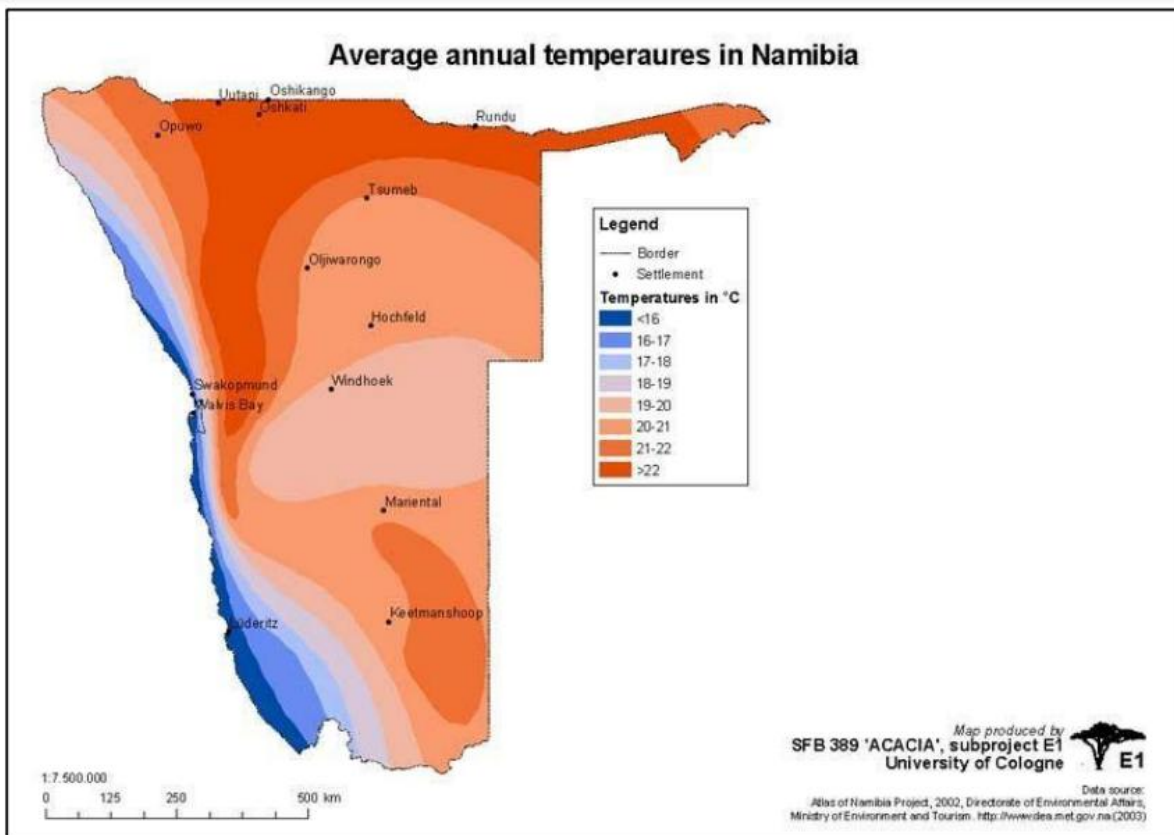 Average annual temperaures in Namibia
Uutapi
Oshikango
Oshkati
Opuwo
Rundu
Tsumeb
Oljiwarongo
Hochfeld
Windhoek
Swakopmund
Walvis Bay
Mariental
Keetmanshoop
Lüderitz
Legend
Border
Settlement
Temperatures in °C
<16
16-17
17-18
18-19
19-20
20-21
21-22
>22
1:7.500.000
0 125 250 500 km
Map produced by
SFB 389 'ACACIA', subproject E1
University of Cologne
E1
Data source:
Atlas of Namibia Project, 2002, Directorate of Environmental Affairs,
Ministry of Environment and Tourism. http://www.dea.met.gov.na (2003)